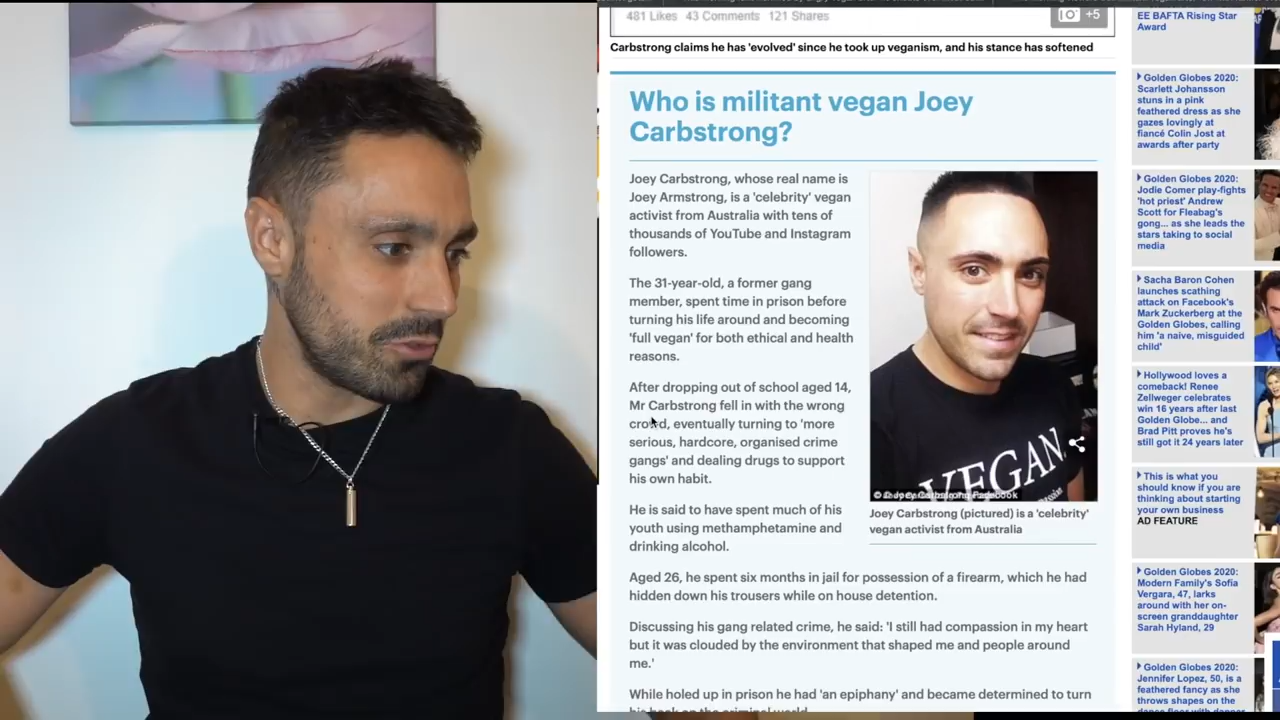 481 Likes 43 Comments 121 Shares
+5
Carbstrong claims he has 'evolved' since he took up veganism, and his stance has softened
Who is militant vegan Joey
Carbstrong?
Joey Carbstrong, whose real name is
Joey Armstrong, is a 'celebrity' vegan
activist from Australia with tens of
thousands of YouTube and Instagram
followers.
The 31-year-old, a former gang
member, spent time in prison before
turning his life around and becoming
'full vegan' for both ethical and health
reasons.
After dropping out of school aged 14,
Mr Carbstrong fell in with the wrong
crowd, eventually turning to 'more
serious, hardcore, organised crime
gangs' and dealing drugs to support
his own habit.
He is said to have spent much of his
youth using methamphetamine and
drinking alcohol.
VEGAN
© Joey Carbstrong Facebook
Joey Carbstrong (pictured) is a 'celebrity'
vegan activist from Australia
Aged 26, he spent six months in jail for possession of a firearm, which he had
hidden down his trousers while on house detention.
Discussing his gang related crime, he said: 'I still had compassion in my heart
but it was clouded by the environment that shaped me and people around
me.'
While holed up in prison he had 'an epiphany' and became determined to turn
his back on the criminal world
EE BAFTA Rising Star
Award
Golden Globes 2020:
Scarlett Johansson
stuns in a pink
feathered dress as she
gazes lovingly at
fiancé Colin Jost at
awards after party
Golden Globes 2020:
Jodie Comer play-fights
'hot priest' Andrew
Scott for Fleabag's
gong... as she leads the
stars taking to social
media
Sacha Baron Cohen
launches scathing
attack on Facebook's
Mark Zuckerberg at the
Golden Globes, calling
him 'a naive, misguided
child'
Hollywood loves a
comeback! Renee
Zellweger celebrates
win 16 years after last
Golden Globe... and
Brad Pitt proves he's
still got it 24 years later
This is what you
should know if you are
thinking about starting
your own business
AD FEATURE
Golden Globes 2020:
Modern Family's Sofia
Vergara, 47, larks
around with her on-
screen granddaughter
Sarah Hyland, 29
Golden Globes 2020:
Jennifer Lopez, 50, is a
feathered fancy as she
throws shapes on the
dance floor with dapper